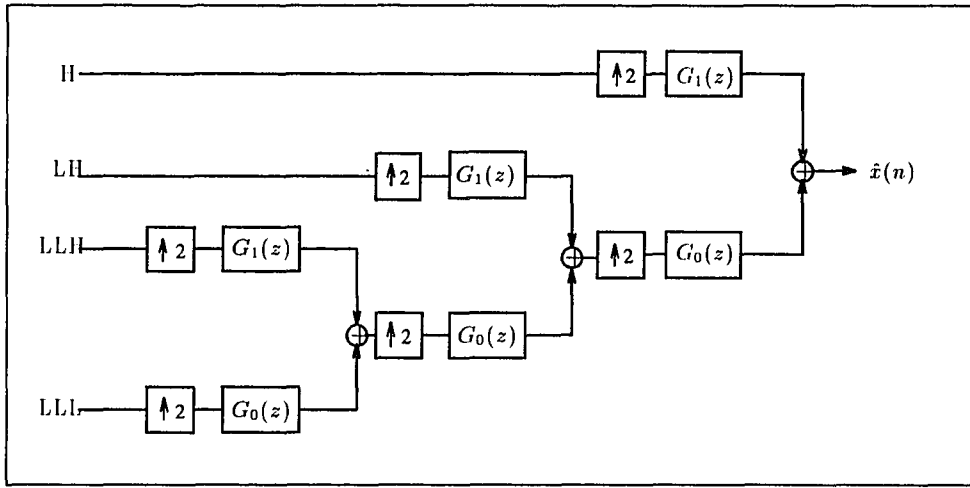 H ↑2 G₁(z)
LH ↑2 G₁(z) x̂(n)
LLH ↑2 G₁(z) ↑2 G₀(z)
↑2 G₀(z)
LLL ↑2 G₀(z)